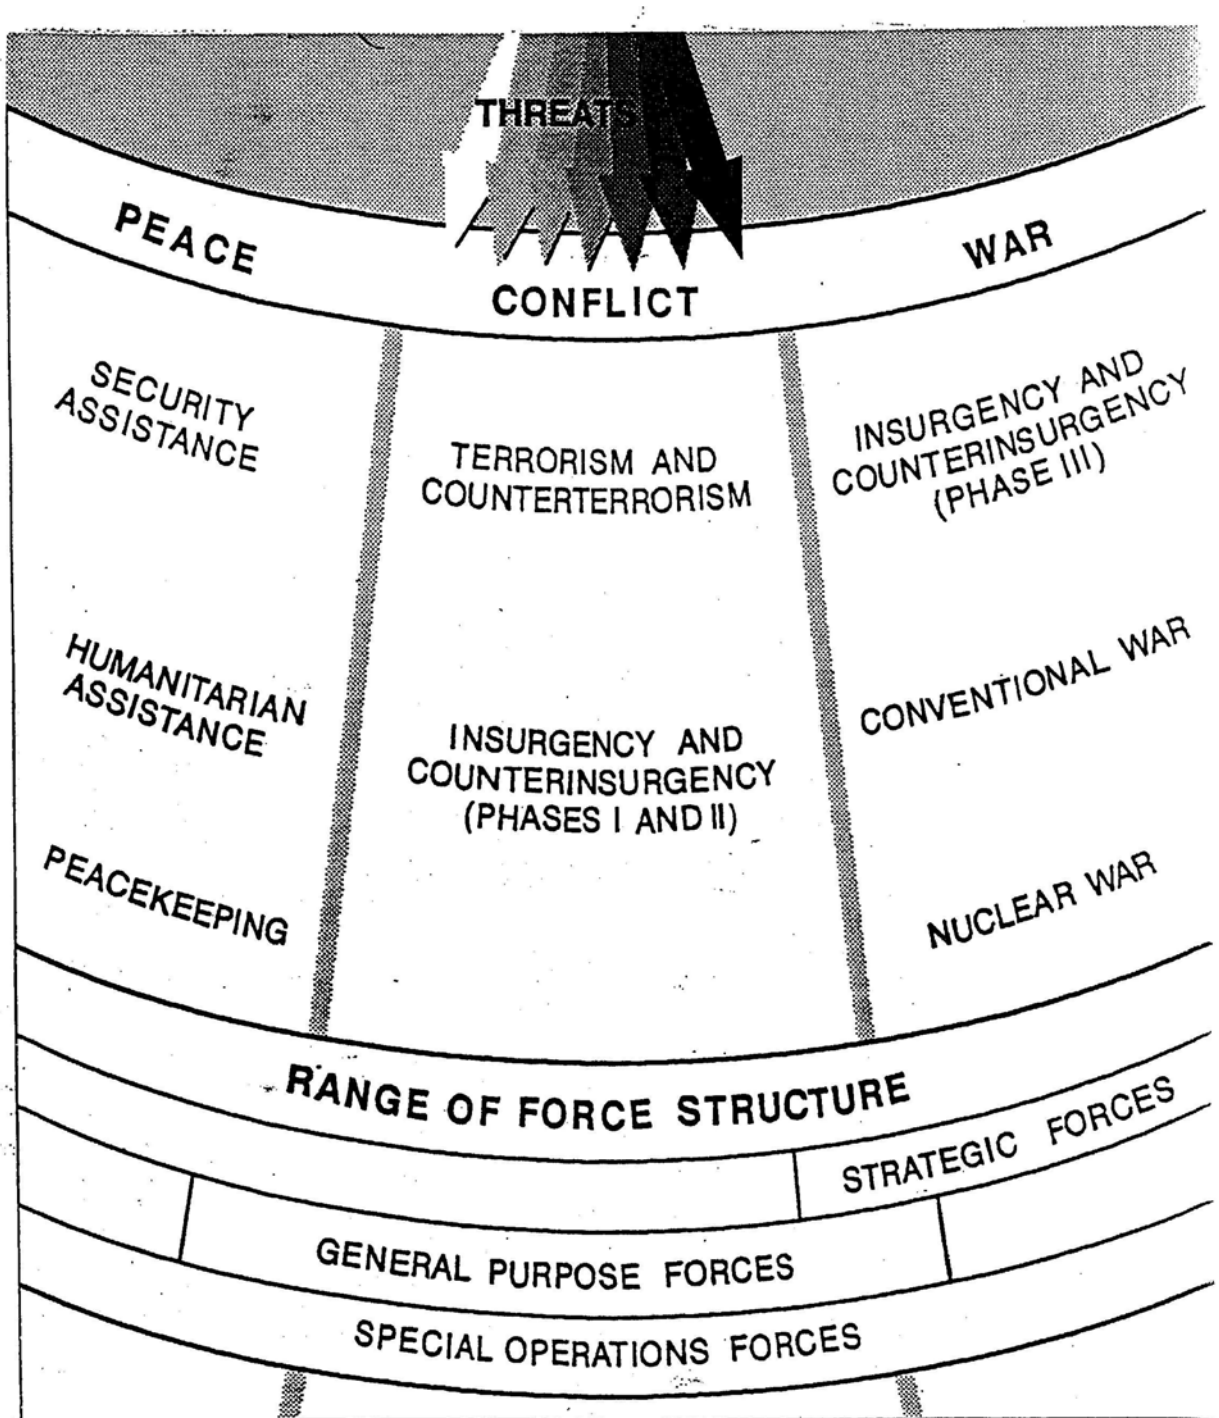 THREATS
PEACE
CONFLICT
WAR
SECURITY
ASSISTANCE
HUMANITARIAN
ASSISTANCE
PEACEKEEPING
TERRORISM AND
COUNTERTERRORISM
INSURGENCY AND
COUNTERINSURGENCY
(PHASES I AND II)
INSURGENCY AND
COUNTERINSURGENCY
(PHASE III)
CONVENTIONAL WAR
NUCLEAR WAR
RANGE OF FORCE STRUCTURE
STRATEGIC FORCES
GENERAL PURPOSE FORCES
SPECIAL OPERATIONS FORCES